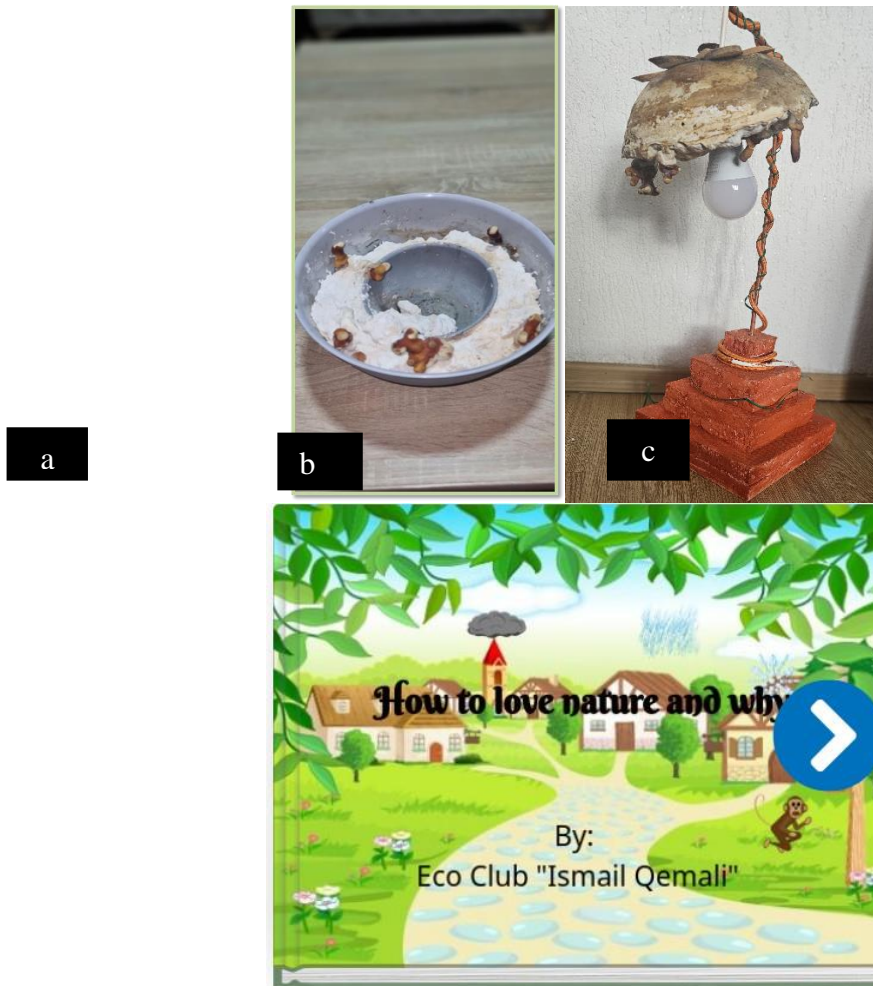 a
b
c
How to love nature and why
By:
Eco Club "Ismail Qemali"